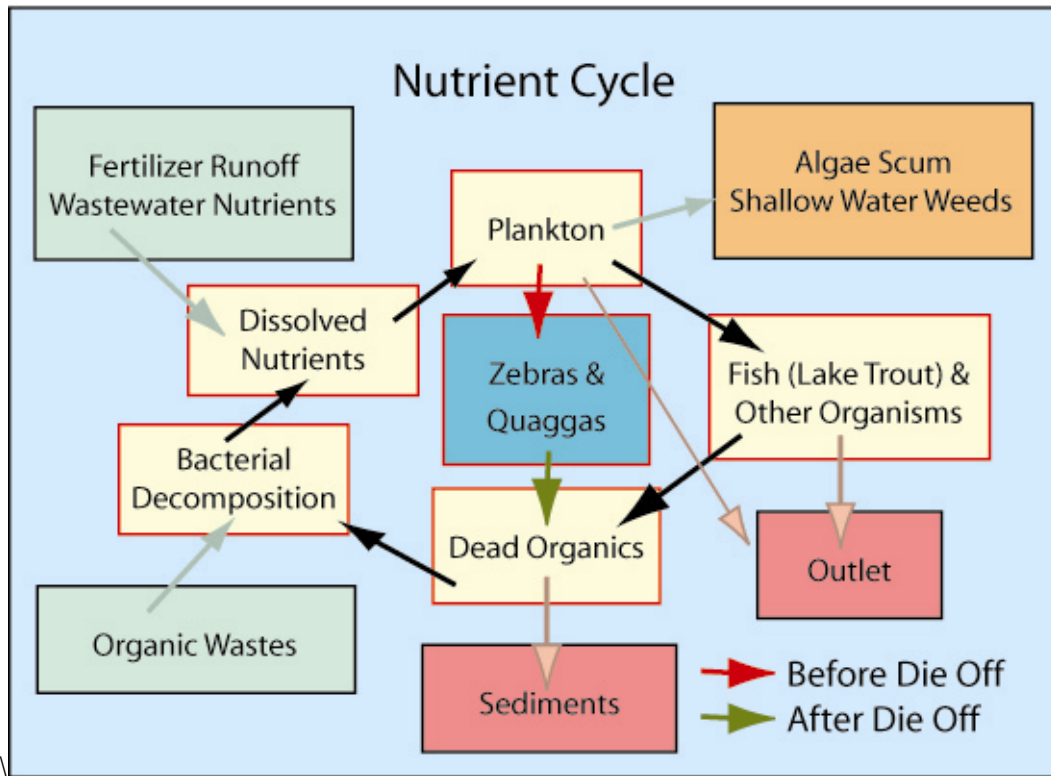 Nutrient Cycle
Fertilizer Runoff
Wastewater Nutrients
Algae Scum
Shallow Water Weeds
Plankton
Dissolved
Nutrients
Zebras &
Quaggas
Fish (Lake Trout) &
Other Organisms
Bacterial
Decomposition
Dead Organics
Outlet
Organic Wastes
Sediments
Before Die Off
After Die Off
\